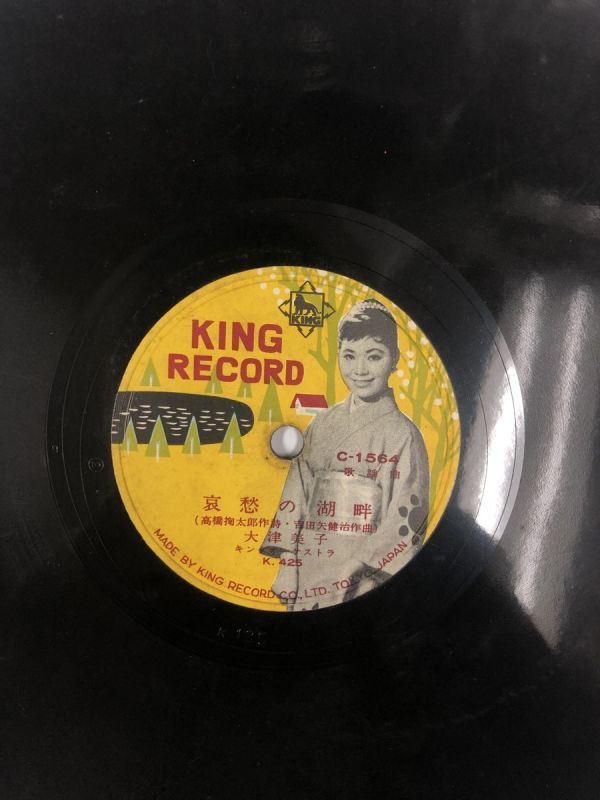 KING
KING
RECORD
C-1564
歌謡曲
哀愁の湖畔
(高橋掬太郎作詩・吉田矢健治作曲)
大津美子
K. 425
MADE BY KING RECORD CO., LTD. TOKYO, JAPAN